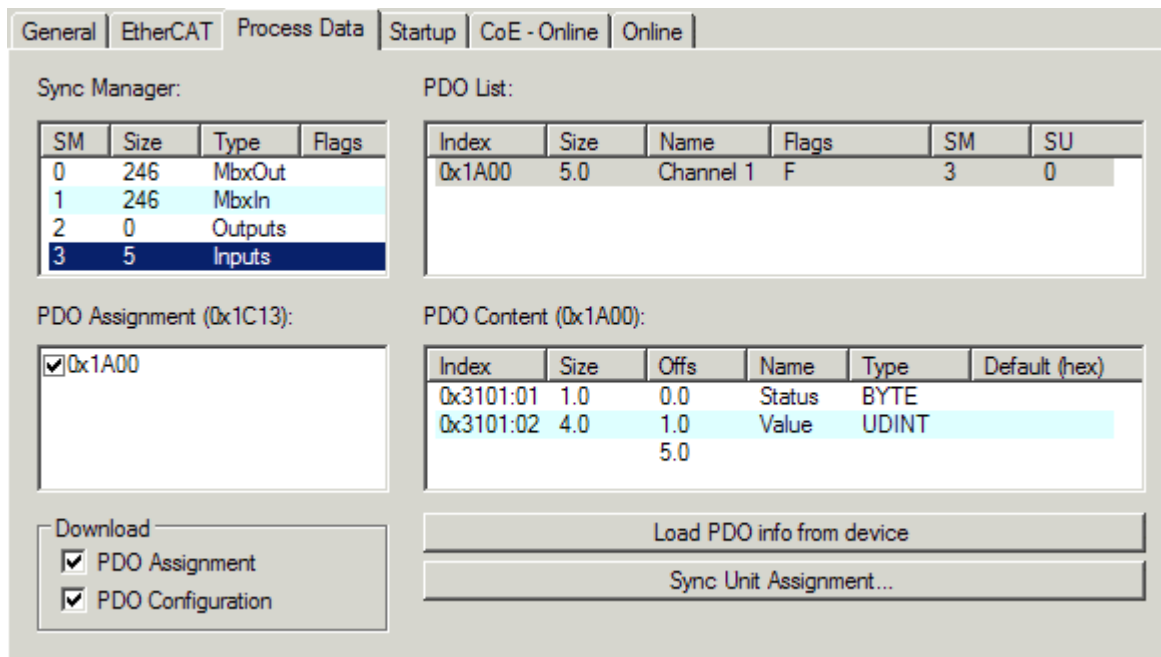 General EtherCAT Process Data Startup CoE - Online Online
Sync Manager:
SM Size Type Flags
0 246 MbxOut
1 246 MbxIn
2 0 Outputs
3 5 Inputs
PDO List:
Index Size Name Flags SM SU
0x1A00 5.0 Channel 1 F 3 0
PDO Assignment (0x1C13):
0x1A00
PDO Content (0x1A00):
Index Size Offs Name Type Default (hex)
0x3101:01 1.0 0.0 Status BYTE
0x3101:02 4.0 1.0 Value UDINT
5.0
Download
PDO Assignment
PDO Configuration
Load PDO info from device
Sync Unit Assignment...